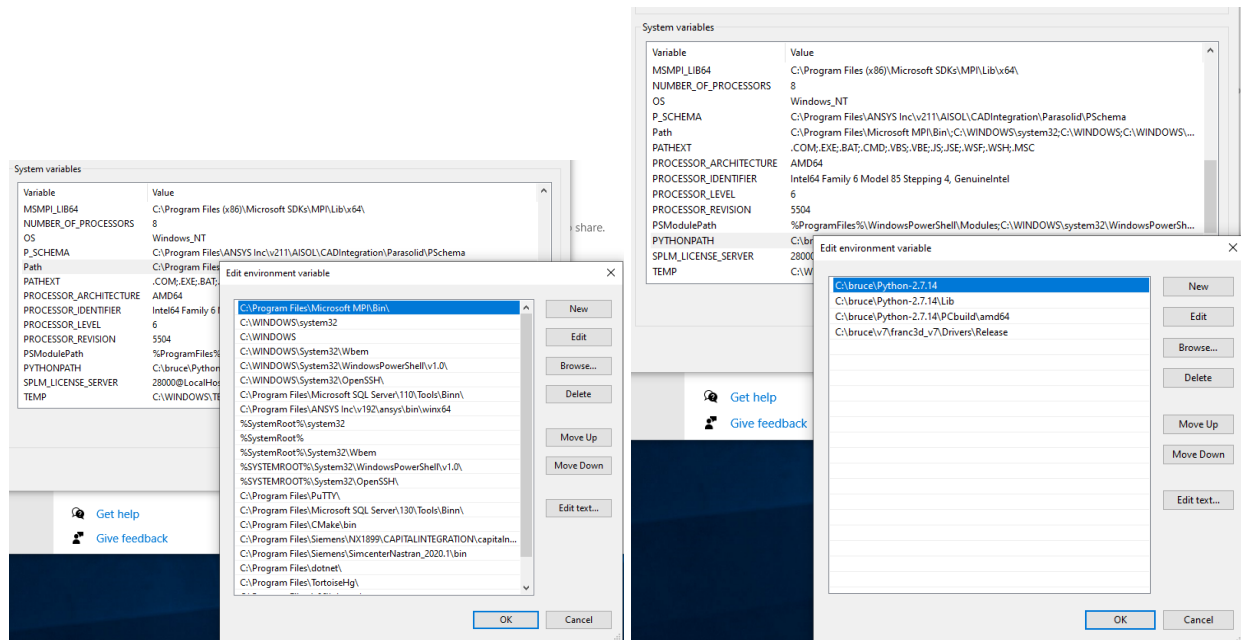 System variables
Variable Value
MSMPI_LIB64 C:\Program Files (x86)\Microsoft SDKs\MPI\Lib\x64\
NUMBER_OF_PROCESSORS 8
OS Windows_NT
P_SCHEMA C:\Program Files\ANSYS Inc\v211\AISOL\CADIntegration\Parasolid\PSchema
Path C:\Program Files
PATHEXT .COM;.EXE;.BAT;.
PROCESSOR_ARCHITECTURE AMD64
PROCESSOR_IDENTIFIER Intel64 Family 6
PROCESSOR_LEVEL 6
PROCESSOR_REVISION 5504
PSModulePath %ProgramFiles%
PYTHONPATH C:\bruce\Python
SPLM_LICENSE_SERVER 28000@LocalHos
TEMP C:\WINDOWS\TE
share.
Edit environment variable
C:\Program Files\Microsoft MPI\Bin\
C:\WINDOWS\system32
C:\WINDOWS
C:\WINDOWS\System32\Wbem
C:\WINDOWS\System32\WindowsPowerShell\v1.0\
C:\WINDOWS\System32\OpenSSH\
C:\Program Files\Microsoft SQL Server\110\Tools\Binn\
C:\Program Files\ANSYS Inc\v192\ansys\bin\winx64
%SystemRoot%\system32
%SystemRoot%
%SystemRoot%\System32\Wbem
%SYSTEMROOT%\System32\WindowsPowerShell\v1.0\
%SYSTEMROOT%\System32\OpenSSH\
C:\Program Files\PuTTY\
C:\Program Files\Microsoft SQL Server\130\Tools\Binn\
C:\Program Files\CMake\bin
C:\Program Files\Siemens\NX1899\CAPITALINTEGRATION\capitaln...
C:\Program Files\Siemens\SimcenterNastran_2020.1\bin
C:\Program Files\dotnet\
C:\Program Files\TortoiseHg\
New
Edit
Browse...
Delete
Move Up
Move Down
Edit text...
OK Cancel
Get help
Give feedback
System variables
Variable Value
MSMPI_LIB64 C:\Program Files (x86)\Microsoft SDKs\MPI\Lib\x64\
NUMBER_OF_PROCESSORS 8
OS Windows_NT
P_SCHEMA C:\Program Files\ANSYS Inc\v211\AISOL\CADIntegration\Parasolid\PSchema
Path C:\Program Files\Microsoft MPI\Bin\;C:\WINDOWS\system32;C:\WINDOWS;C:\WINDOWS\...
PATHEXT .COM;.EXE;.BAT;.CMD;.VBS;.VBE;.JS;.JSE;.WSF;.WSH;.MSC
PROCESSOR_ARCHITECTURE AMD64
PROCESSOR_IDENTIFIER Intel64 Family 6 Model 85 Stepping 4, GenuineIntel
PROCESSOR_LEVEL 6
PROCESSOR_REVISION 5504
PSModulePath %ProgramFiles%\WindowsPowerShell\Modules;C:\WINDOWS\system32\WindowsPowerSh...
PYTHONPATH C:\br
SPLM_LICENSE_SERVER 28000
TEMP C:\W
Edit environment variable
C:\bruce\Python-2.7.14
C:\bruce\Python-2.7.14\Lib
C:\bruce\Python-2.7.14\PCbuild\amd64
C:\bruce\v7\franc3d_v7\Drivers\Release
New
Edit
Browse...
Delete
Move Up
Move Down
Edit text...
OK Cancel
Get help
Give feedback